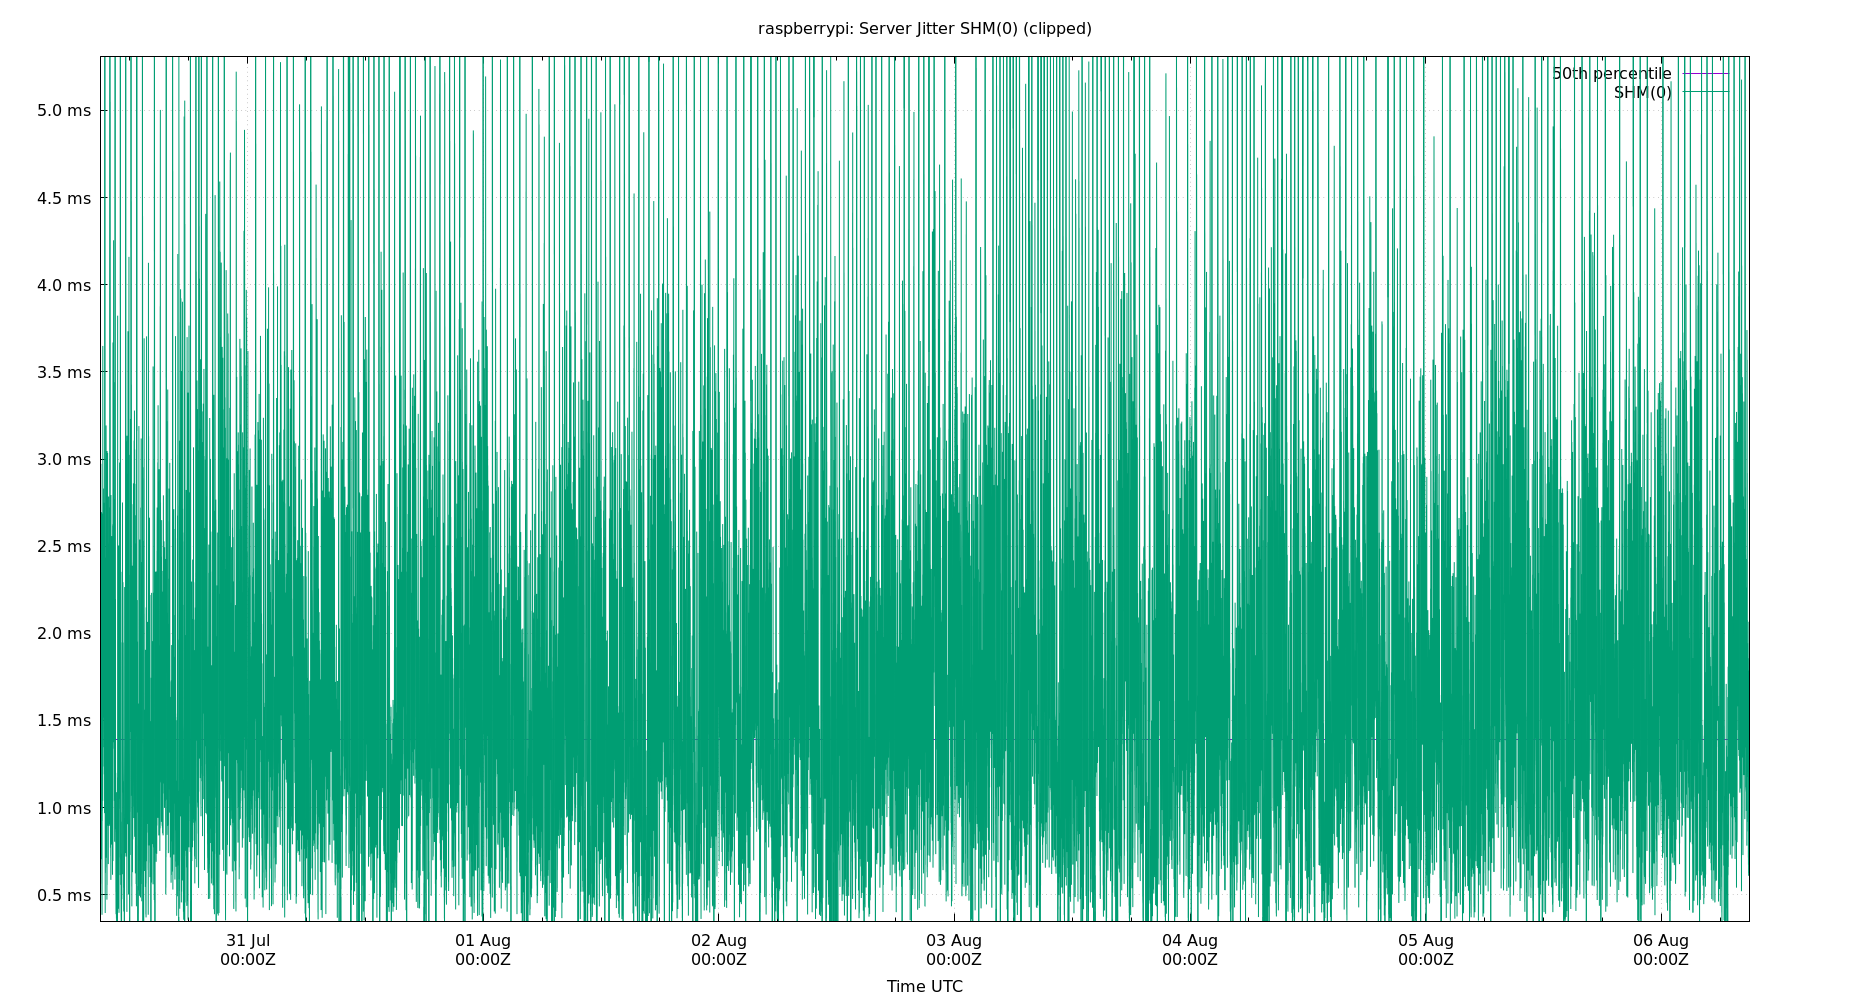 raspberrypi: Server Jitter SHM(0) (clipped)
50th percentile
SHM(0)
5.0 ms
4.5 ms
4.0 ms
3.5 ms
3.0 ms
2.5 ms
2.0 ms
1.5 ms
1.0 ms
0.5 ms
31 Jul 01 Aug 02 Aug 03 Aug 04 Aug 05 Aug 06 Aug
00:00Z 00:00Z 00:00Z 00:00Z 00:00Z 00:00Z 00:00Z
Time UTC